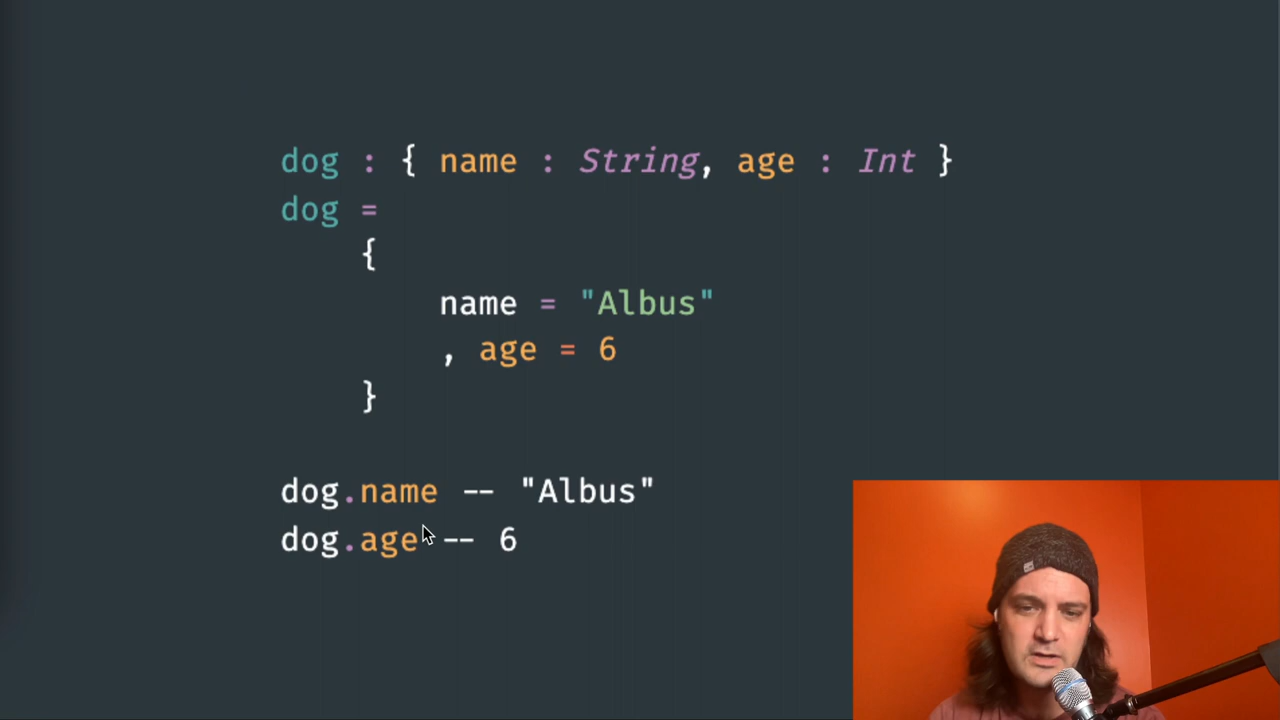 dog : { name : String, age : Int }
dog =
{
name = "Albus"
, age = 6
}
dog.name -- "Albus"
dog.age -- 6